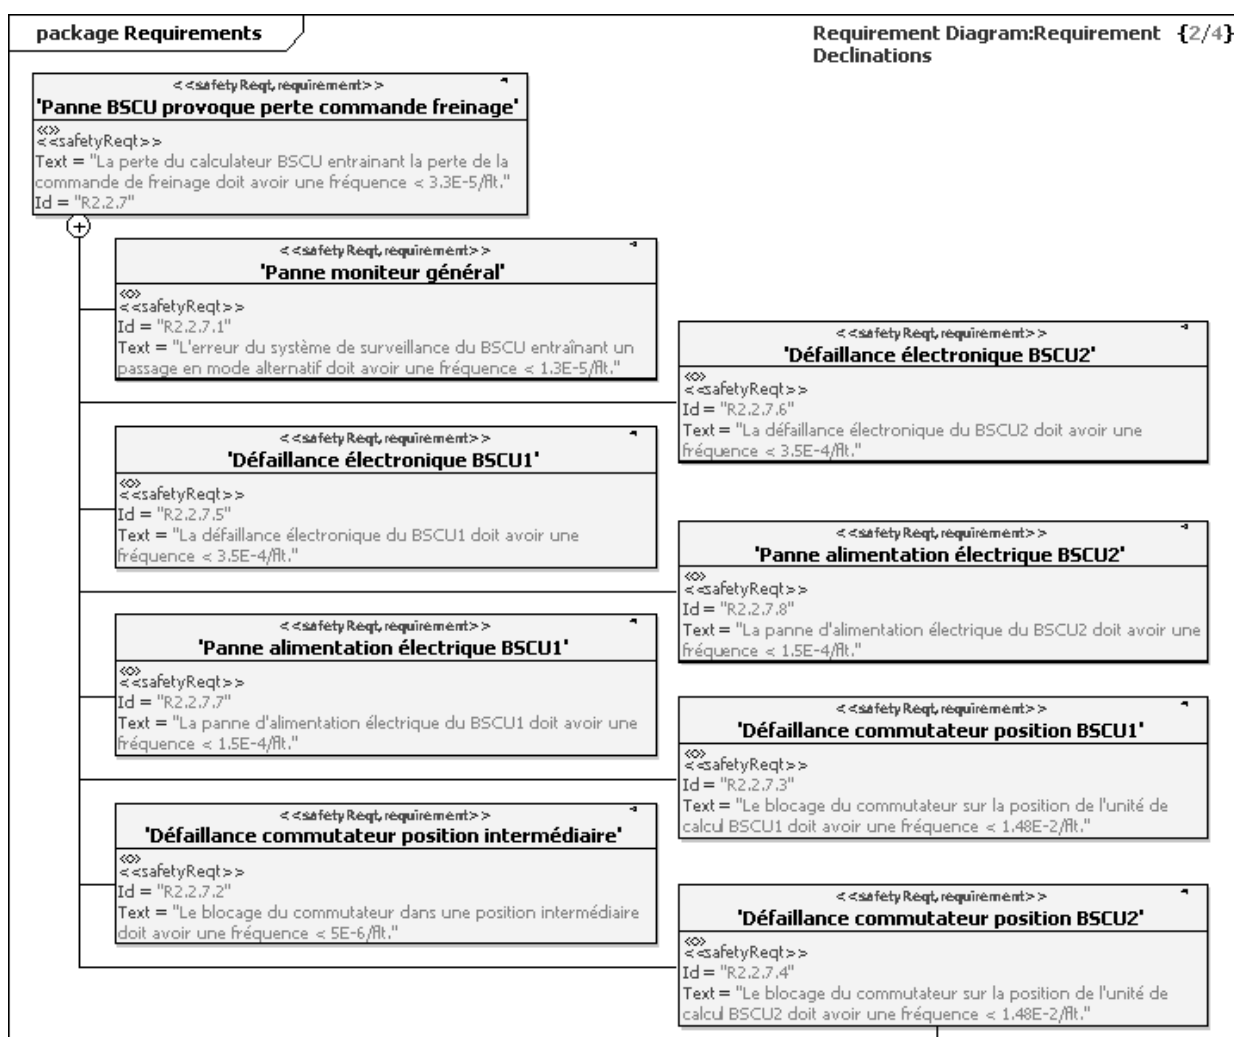 package Requirements
Requirement Diagram:Requirement {2/4}
Declinations
<<safetyReqt,requirement>>
'Panne BSCU provoque perte commande freinage'
«»
<<safetyReqt>>
Text = "La perte du calculateur BSCU entrainant la perte de la
commande de freinage doit avoir une fréquence < 3.3E-5/flt."
Id = "R2.2.7"
<<safetyReqt,requirement>>
'Panne moniteur général'
«»
<<safetyReqt>>
Id = "R2.2.7.1"
Text = "L'erreur du système de surveillance du BSCU entraînant un
passage en mode alternatif doit avoir une fréquence < 1.3E-5/flt."
<<safetyReqt,requirement>>
'Défaillance électronique BSCU2'
«»
<<safetyReqt>>
Id = "R2.2.7.6"
Text = "La défaillance électronique du BSCU2 doit avoir une
fréquence < 3.5E-4/flt."
<<safetyReqt,requirement>>
'Défaillance électronique BSCU1'
«»
<<safetyReqt>>
Id = "R2.2.7.5"
Text = "La défaillance électronique du BSCU1 doit avoir une
fréquence < 3.5E-4/flt."
<<safetyReqt,requirement>>
'Panne alimentation électrique BSCU2'
«»
<<safetyReqt>>
Id = "R2.2.7.8"
Text = "La panne d'alimentation électrique du BSCU2 doit avoir une
fréquence < 1.5E-4/flt."
<<safetyReqt,requirement>>
'Panne alimentation électrique BSCU1'
«»
<<safetyReqt>>
Id = "R2.2.7.7"
Text = "La panne d'alimentation électrique du BSCU1 doit avoir une
fréquence < 1.5E-4/flt."
<<safetyReqt,requirement>>
'Défaillance commutateur position BSCU1'
«»
<<safetyReqt>>
Id = "R2.2.7.3"
Text = "Le blocage du commutateur sur la position de l'unité de
calcul BSCU1 doit avoir une fréquence < 1.48E-2/flt."
<<safetyReqt,requirement>>
'Défaillance commutateur position intermédiaire'
«»
<<safetyReqt>>
Id = "R2.2.7.2"
Text = "Le blocage du commutateur dans une position intermédiaire
doit avoir une fréquence < 5E-6/flt."
<<safetyReqt,requirement>>
'Défaillance commutateur position BSCU2'
«»
<<safetyReqt>>
Id = "R2.2.7.4"
Text = "Le blocage du commutateur sur la position de l'unité de
calcul BSCU2 doit avoir une fréquence < 1.48E-2/flt."